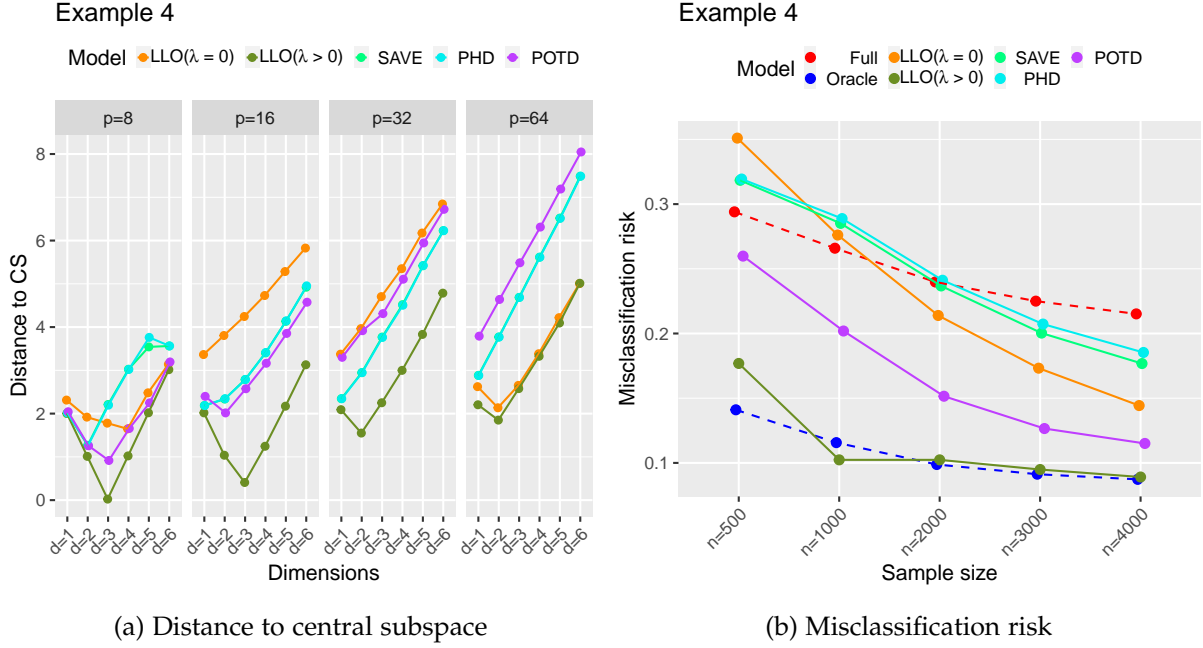 Example 4
Model LLO(λ = 0) LLO(λ > 0) SAVE PHD POTD
p=8 p=16 p=32 p=64
Distance to CS
8
6
4
2
0
d=1 d=2 d=3 d=4 d=5 d=6 d=1 d=2 d=3 d=4 d=5 d=6 d=1 d=2 d=3 d=4 d=5 d=6 d=1 d=2 d=3 d=4 d=5 d=6
Dimensions
(a) Distance to central subspace
Example 4
Model Full LLO(λ = 0) SAVE POTD
Oracle LLO(λ > 0) PHD
Misclassification risk
0.3
0.2
0.1
n=500 n=1000 n=2000 n=3000 n=4000
Sample size
(b) Misclassification risk